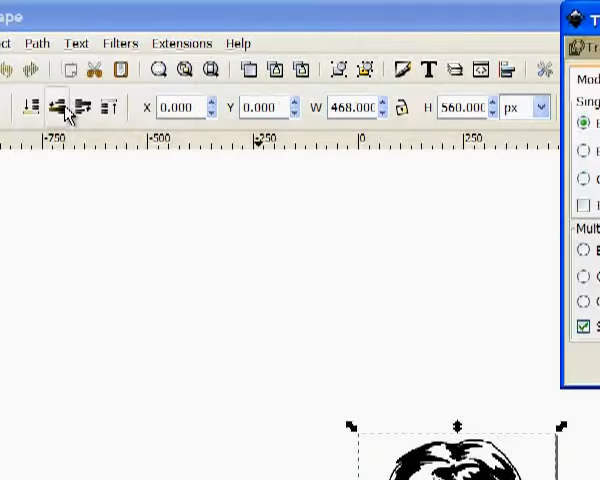 ape
ct Path Text Filters Extensions Help
X 0.000 Y 0.000 W 468.000 H 560.000 px
-750 -500 -250 0 250
T
Tr
Mod
Sing
Mult